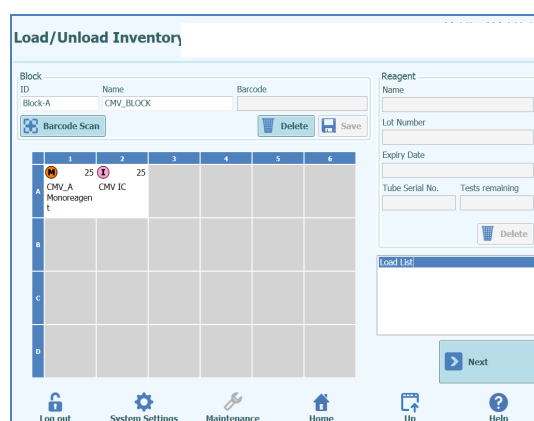 Load/Unload Inventory
Block
ID Name Barcode
Block-A CMV_BLOCK
Barcode Scan Delete Save
1 2 3 4 5 6
A
M 25 I 25
CMV_A CMV IC
Monoreagen
t
B
C
D
Reagent
Name
Lot Number
Expiry Date
Tube Serial No. Tests remaining
Delete
Load List
Next
Log out System Settings Maintenance Home Up Help